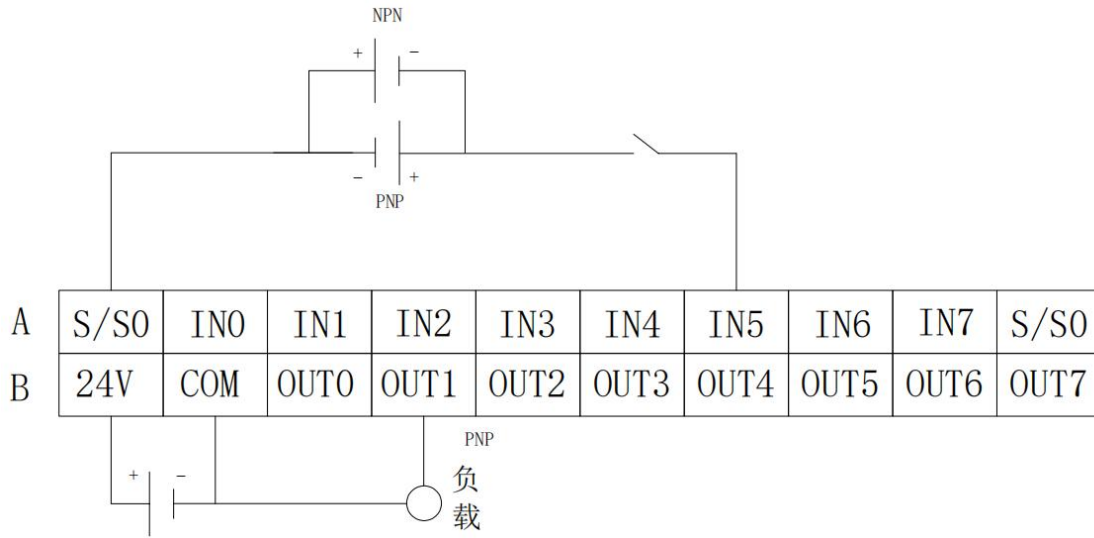 NPN
+ -
- +
PNP
A S/S0 IN0 IN1 IN2 IN3 IN4 IN5 IN6 IN7 S/S0
B 24V COM OUT0 OUT1 OUT2 OUT3 OUT4 OUT5 OUT6 OUT7
PNP
+ -
负
载